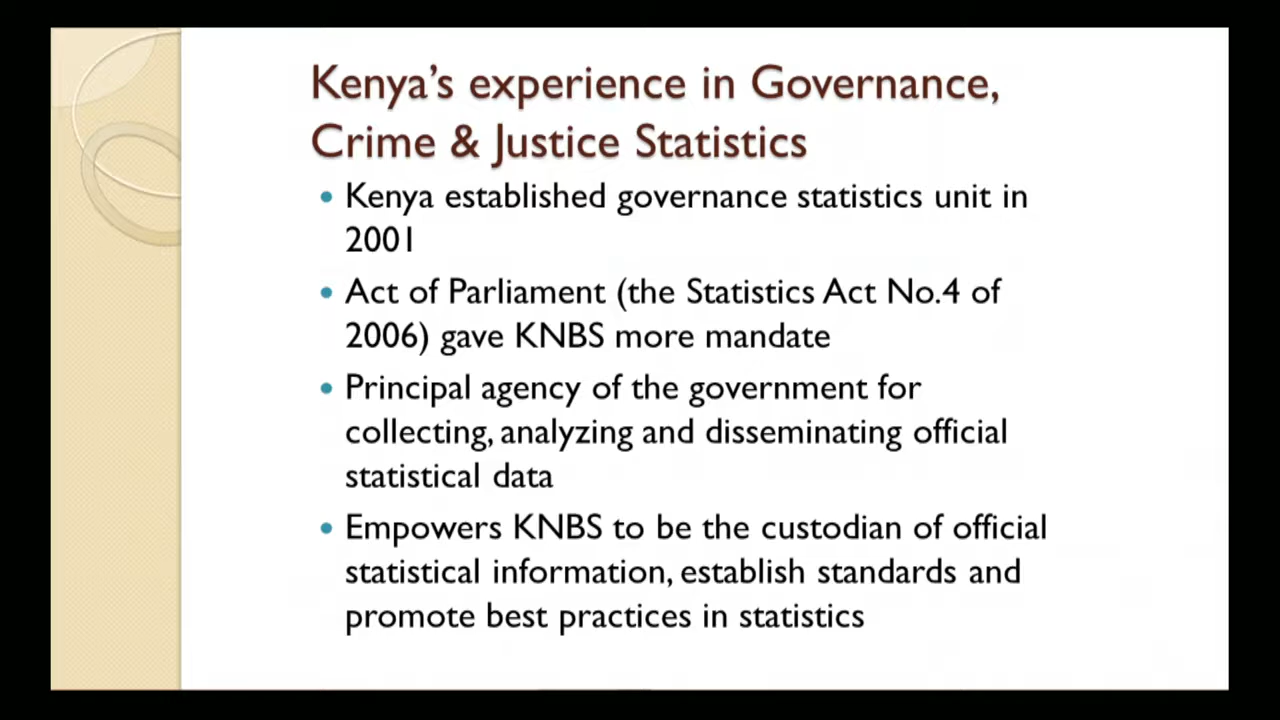 Kenya's experience in Governance,
Crime & Justice Statistics
• Kenya established governance statistics unit in
2001
• Act of Parliament (the Statistics Act No.4 of
2006) gave KNBS more mandate
• Principal agency of the government for
collecting, analyzing and disseminating official
statistical data
• Empowers KNBS to be the custodian of official
statistical information, establish standards and
promote best practices in statistics